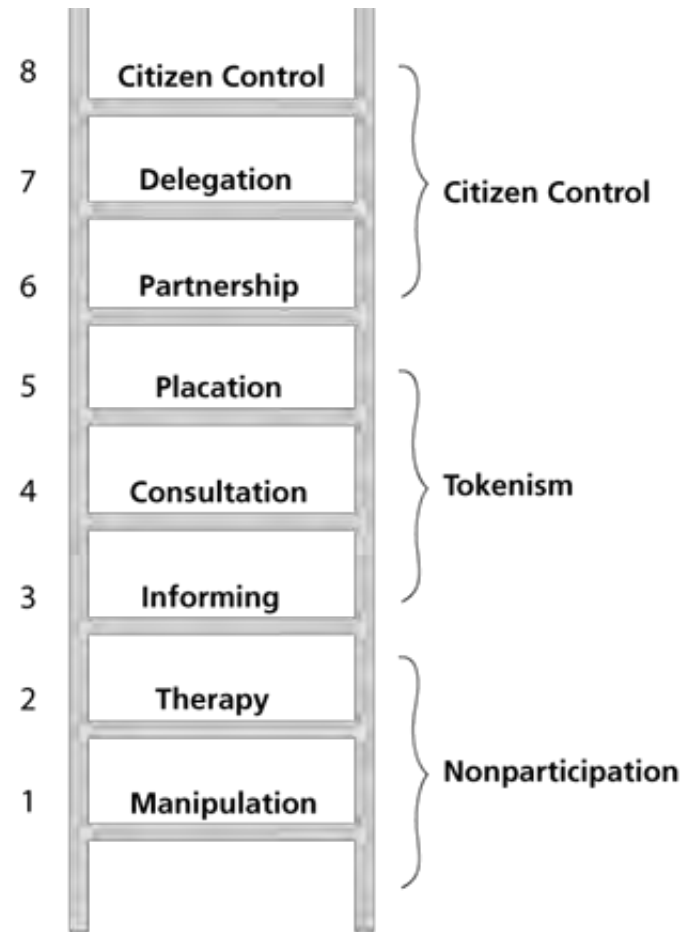 8 Citizen Control
7 Delegation
Citizen Control
6 Partnership
5 Placation
4 Consultation
Tokenism
3 Informing
2 Therapy
Nonparticipation
1 Manipulation